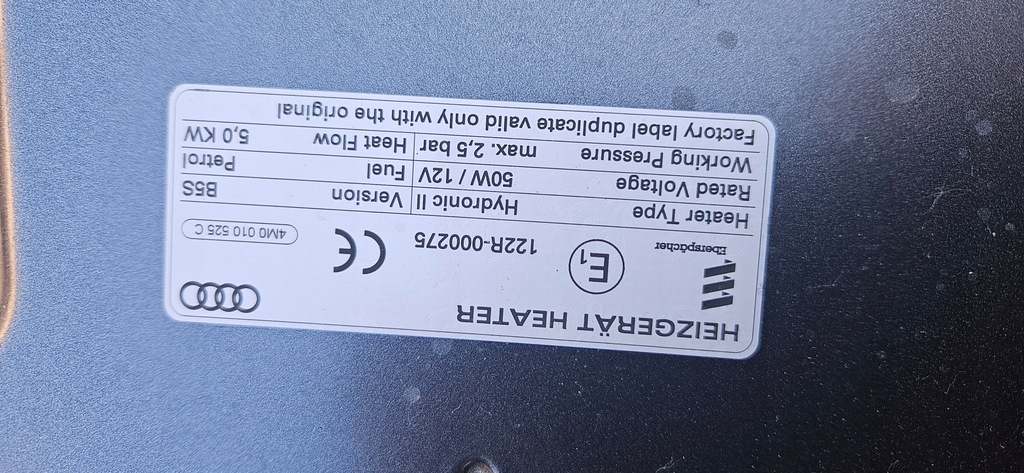 HEIZGERÄT HEATER
Eberspächer
E1
122R-000275
CE
4M0 010 525 C
Heater Type Hydronic II Version B5S
Rated Voltage 50W / 12V Fuel Petrol
Working Pressure max. 2,5 bar Heat Flow 5,0 KW
Factory label duplicate valid only with the original